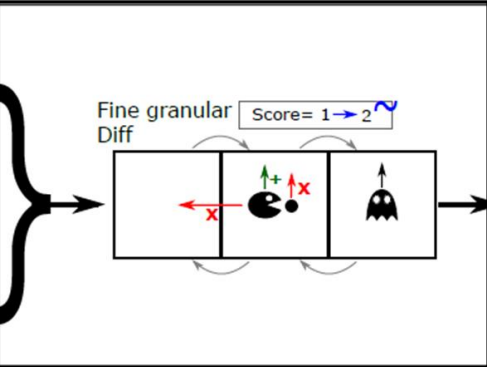 Fine granular
Diff
Score= 1→2~
+
x
x